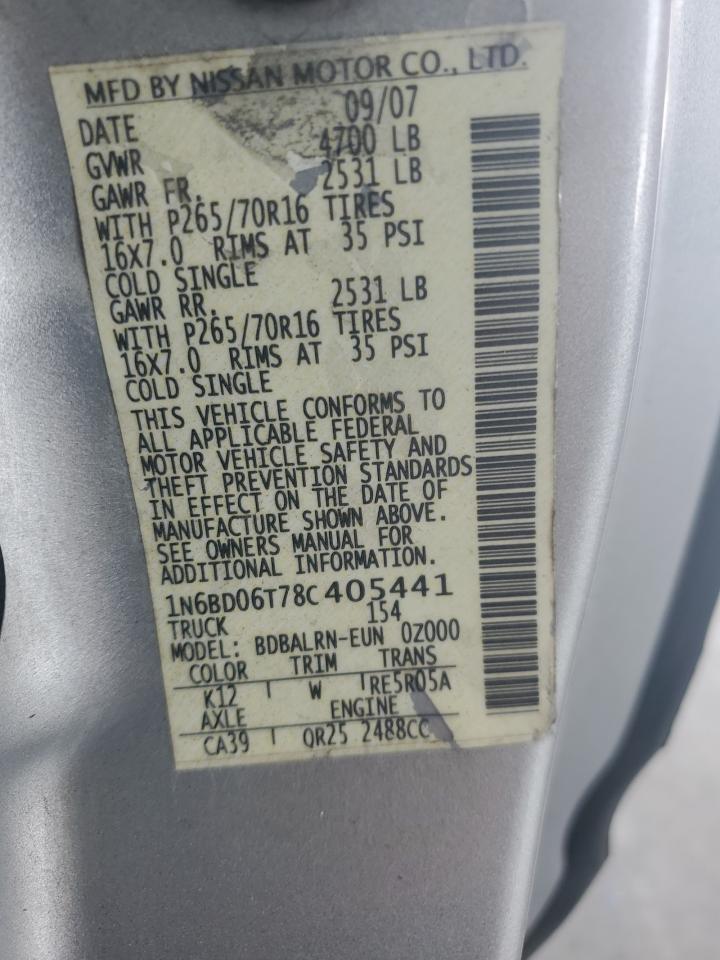 MFD BY NISSAN MOTOR CO., LTD.
DATE 09/07
GVWR 4700 LB
GAWR FR. 2531 LB
WITH P265/70R16 TIRES
16X7.0 RIMS AT 35 PSI
COLD SINGLE
GAWR RR. 2531 LB
WITH P265/70R16 TIRES
16X7.0 RIMS AT 35 PSI
COLD SINGLE
THIS VEHICLE CONFORMS TO
ALL APPLICABLE FEDERAL
MOTOR VEHICLE SAFETY AND
THEFT PREVENTION STANDARDS
IN EFFECT ON THE DATE OF
MANUFACTURE SHOWN ABOVE.
SEE OWNERS MANUAL FOR
ADDITIONAL INFORMATION.
1N6BD06T78C405441
TRUCK 154
MODEL: BDBALRN-EUN 0Z000
COLOR TRIM TRANS
K12 W RE5R05A
AXLE ENGINE
CA39 QR25 2488CC